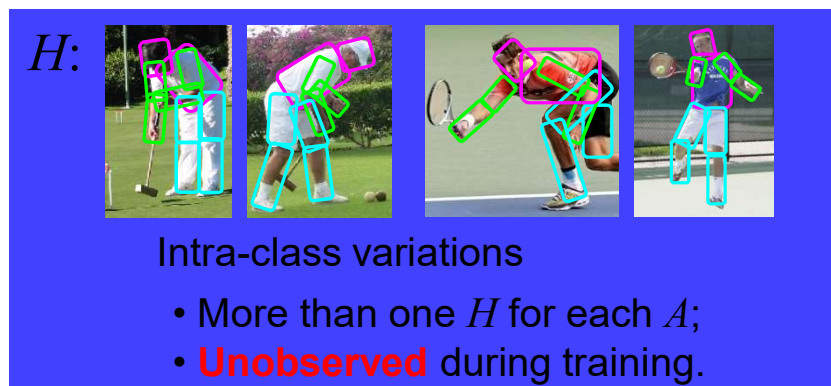 H:
Intra-class variations
• More than one H for each A;
• Unobserved during training.